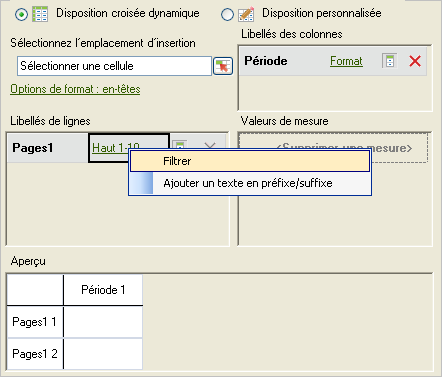 Disposition croisée dynamique
Disposition personnalisée
Sélectionnez l'emplacement d'insertion
Sélectionner une cellule
Options de format : en-têtes
Libellés des colonnes
Période
Format
Libellés de lignes
Pages1
Haut 1-10
Valeurs de mesure
<Supprimer une mesure>
Filtrer
Ajouter un texte en préfixe/suffixe
Aperçu
Période 1
Pages1 1
Pages1 2